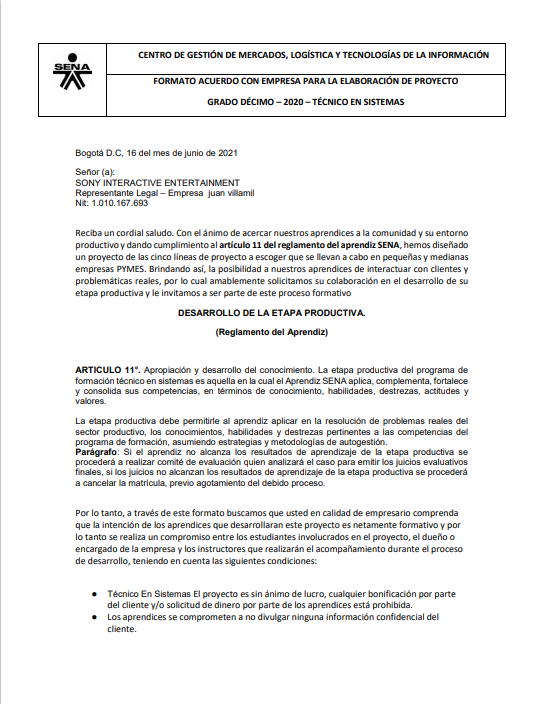 SENA
CENTRO DE GESTIÓN DE MERCADOS, LOGÍSTICA Y TECNOLOGÍAS DE LA INFORMACIÓN
FORMATO ACUERDO CON EMPRESA PARA LA ELABORACIÓN DE PROYECTO
GRADO DÉCIMO – 2020 – TÉCNICO EN SISTEMAS
Bogotá D.C, 16 del mes de junio de 2021
Señor (a):
SONY INTERACTIVE ENTERTAINMENT
Representante Legal – Empresa juan villamil
Nit: 1.010.167.693
Reciba un cordial saludo. Con el ánimo de acercar nuestros aprendices a la comunidad y su entorno
productivo y dando cumplimiento al artículo 11 del reglamento del aprendiz SENA, hemos diseñado
un proyecto de las cinco líneas de proyecto a escoger que se llevan a cabo en pequeñas y medianas
empresas PYMES. Brindando así, la posibilidad a nuestros aprendices de interactuar con clientes y
problemáticas reales, por lo cual amablemente solicitamos su colaboración en el desarrollo de su
etapa productiva y le invitamos a ser parte de este proceso formativo
DESARROLLO DE LA ETAPA PRODUCTIVA.
(Reglamento del Aprendiz)
ARTICULO 11°. Apropiación y desarrollo del conocimiento. La etapa productiva del programa de
formación técnico en sistemas es aquella en la cual el Aprendiz SENA aplica, complementa, fortalece
y consolida sus competencias, en términos de conocimiento, habilidades, destrezas, actitudes y
valores.
La etapa productiva debe permitirle al aprendiz aplicar en la resolución de problemas reales del
sector productivo, los conocimientos, habilidades y destrezas pertinentes a las competencias del
programa de formación, asumiendo estrategias y metodologías de autogestión.
Parágrafo: Si el aprendiz no alcanza los resultados de aprendizaje de la etapa productiva se
procederá a realizar comité de evaluación quien analizará el caso para emitir los juicios evaluativos
finales, si los juicios no alcanzan los resultados de aprendizaje de la etapa productiva se procederá
a cancelar la matrícula, previo agotamiento del debido proceso.
Por lo tanto, a través de este formato buscamos que usted en calidad de empresario comprenda
que la intención de los aprendices que desarrollaran este proyecto es netamente formativo y por
lo tanto se realiza un compromiso entre los estudiantes involucrados en el proyecto, el dueño o
encargado de la empresa y los instructores que realizarán el acompañamiento durante el proceso
de desarrollo, teniendo en cuenta las siguientes condiciones:
● Técnico En Sistemas El proyecto es sin ánimo de lucro, cualquier bonificación por parte
del cliente y/o solicitud de dinero por parte de los aprendices está prohibida.
● Los aprendices se comprometen a no divulgar ninguna información confidencial del
cliente.